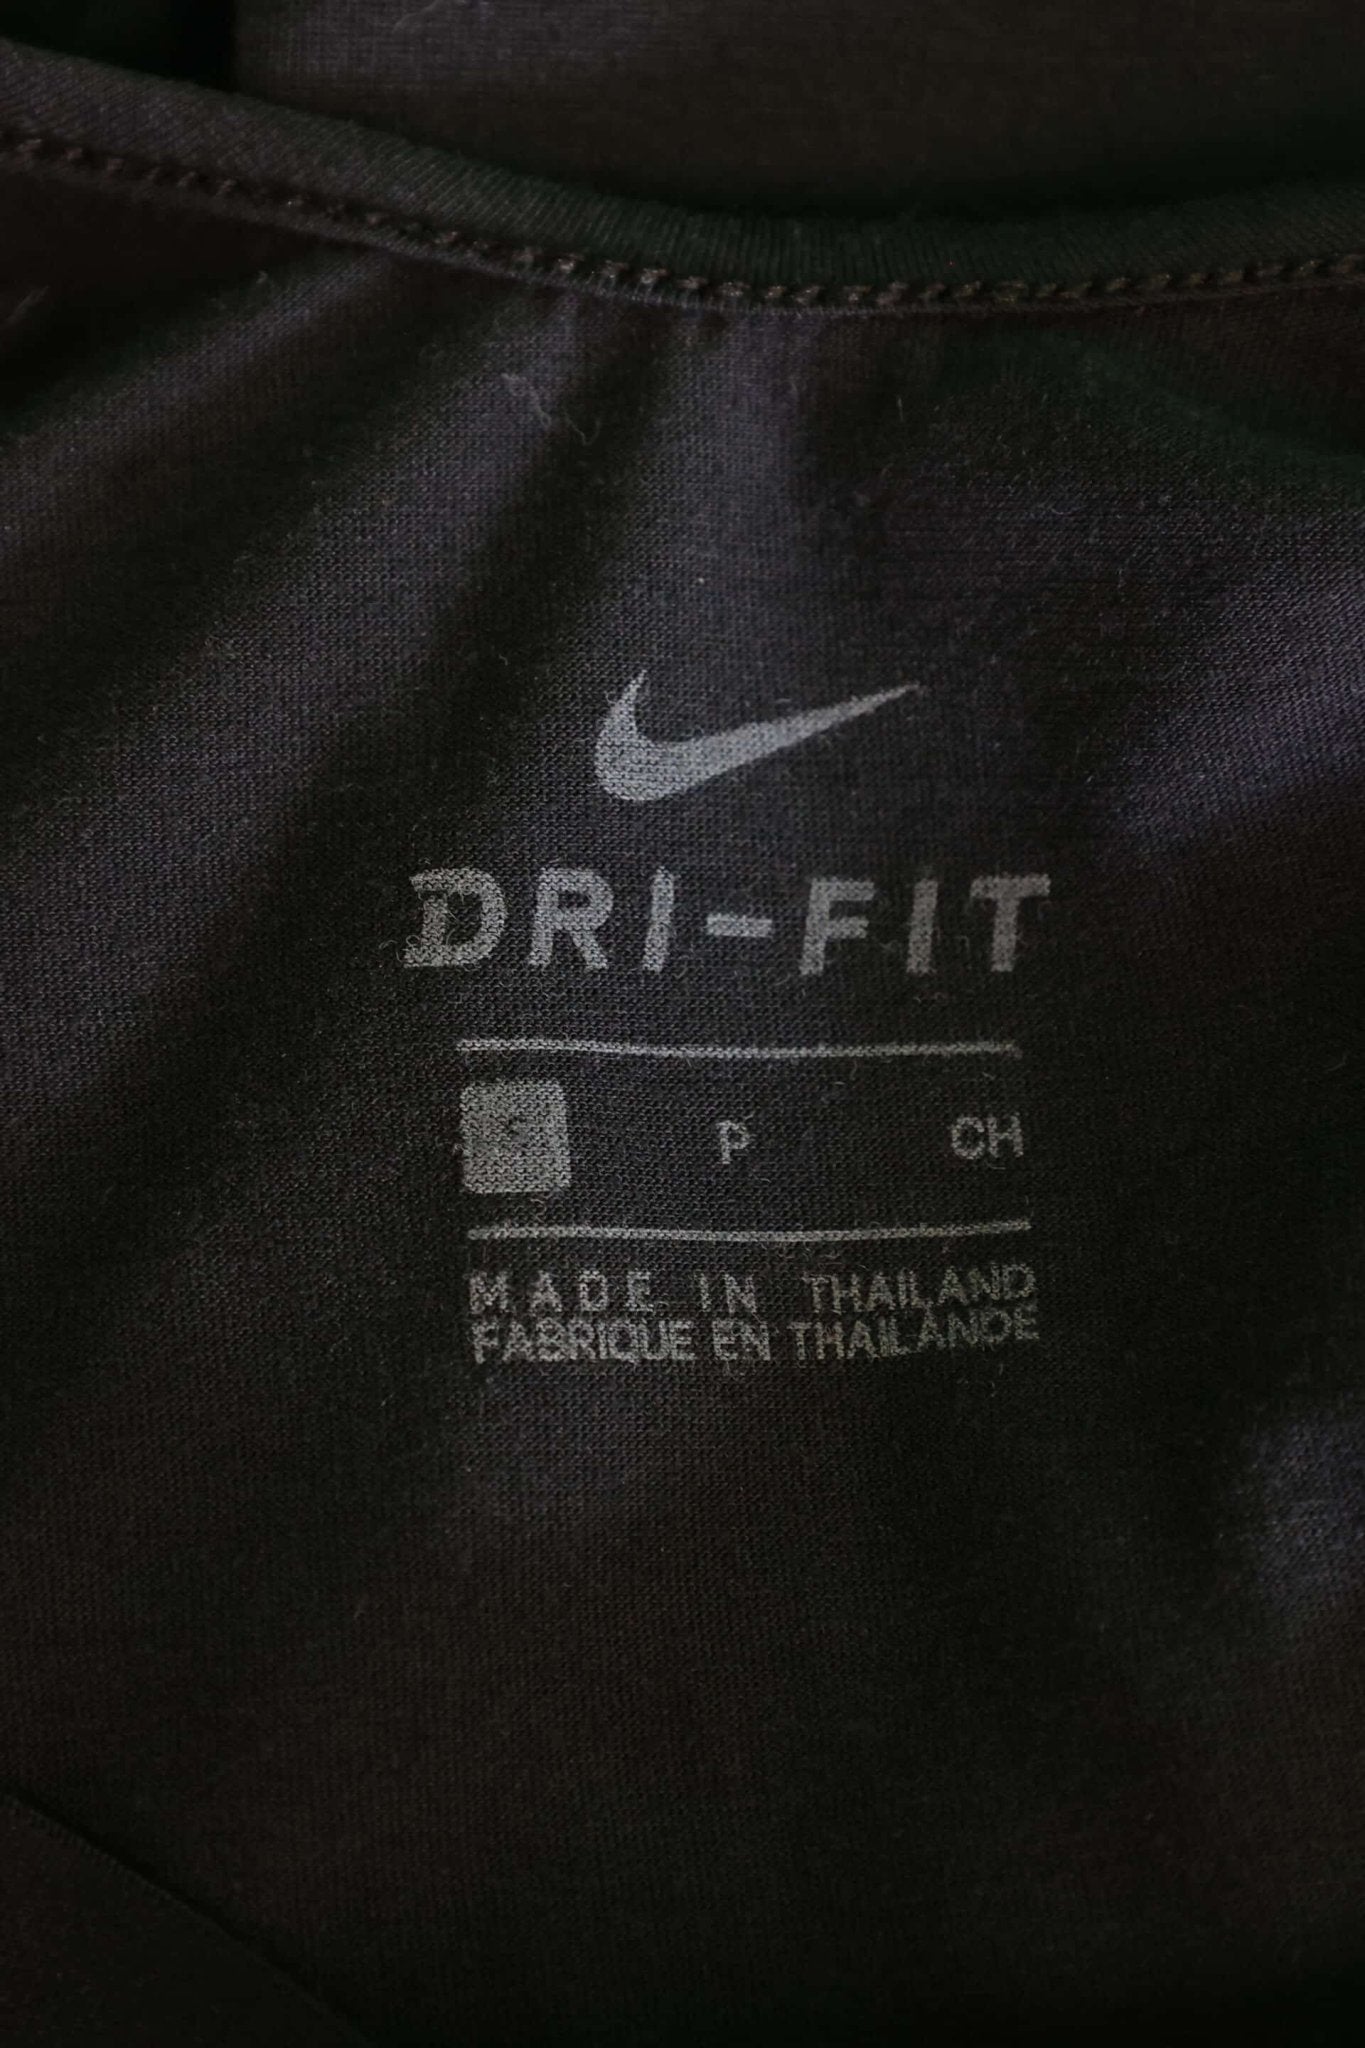 DRI-FIT
S P CH
MADE IN THAILAND
FABRIQUE EN THAILANDE